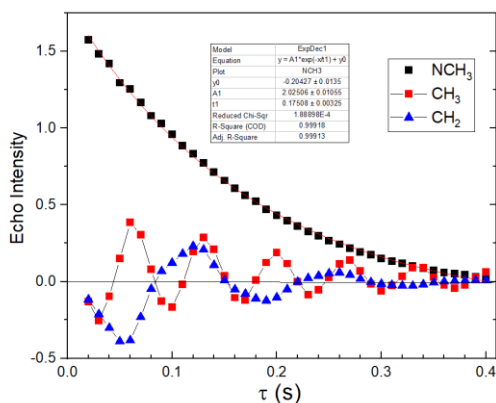 1.5
1.0
0.5
0.0
-0.5
Echo Intensity
0.0
0.1
0.2
0.3
0.4
τ (s)
Model ExpDec1
Equation y = A1*exp(-x/t1) + y0
Plot NCH3
y0 -0.20427 ± 0.0135
A1 2.02506 ± 0.01055
t1 0.17508 ± 0.00325
Reduced Chi-Sqr 1.88898E-4
R-Square (COD) 0.99918
Adj. R-Square 0.99913
NCH₃
CH₃
CH₂